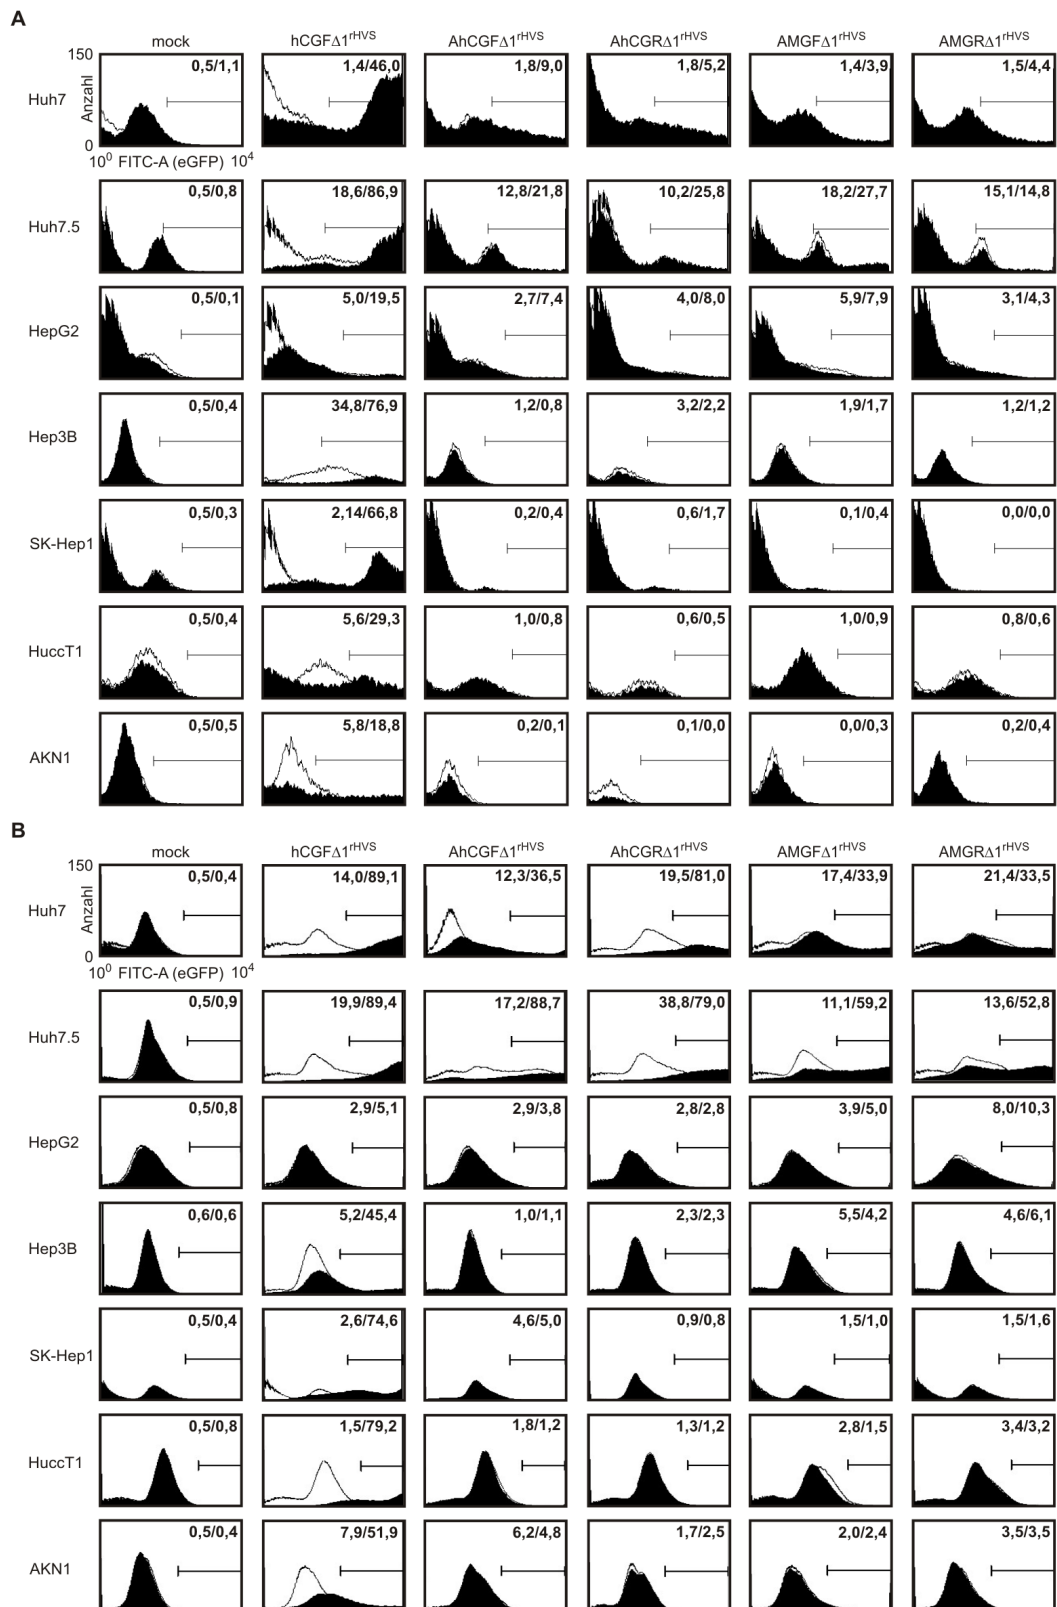 A
mock hCGFΔ1rHVS AhCGFΔ1rHVS AhCGRΔ1rHVS AMGFΔ1rHVS AMGRΔ1rHVS
150
Huh7 Anzahl 0,5/1,1 1,4/46,0 1,8/9,0 1,8/5,2 1,4/3,9 1,5/4,4
0
10⁰ FITC-A (eGFP) 10⁴
Huh7.5 0,5/0,8 18,6/86,9 12,8/21,8 10,2/25,8 18,2/27,7 15,1/14,8
HepG2 0,5/0,1 5,0/19,5 2,7/7,4 4,0/8,0 5,9/7,9 3,1/4,3
Hep3B 0,5/0,4 34,8/76,9 1,2/0,8 3,2/2,2 1,9/1,7 1,2/1,2
SK-Hep1 0,5/0,3 2,14/66,8 0,2/0,4 0,6/1,7 0,1/0,4 0,0/0,0
HuccT1 0,5/0,4 5,6/29,3 1,0/0,8 0,6/0,5 1,0/0,9 0,8/0,6
AKN1 0,5/0,5 5,8/18,8 0,2/0,1 0,1/0,0 0,0/0,3 0,2/0,4
B
mock hCGFΔ1rHVS AhCGFΔ1rHVS AhCGRΔ1rHVS AMGFΔ1rHVS AMGRΔ1rHVS
150
Huh7 Anzahl 0,5/0,4 14,0/89,1 12,3/36,5 19,5/81,0 17,4/33,9 21,4/33,5
0
10⁰ FITC-A (eGFP) 10⁴
Huh7.5 0,5/0,9 19,9/89,4 17,2/88,7 38,8/79,0 11,1/59,2 13,6/52,8
HepG2 0,5/0,8 2,9/5,1 2,9/3,8 2,8/2,8 3,9/5,0 8,0/10,3
Hep3B 0,6/0,6 5,2/45,4 1,0/1,1 2,3/2,3 5,5/4,2 4,6/6,1
SK-Hep1 0,5/0,4 2,6/74,6 4,6/5,0 0,9/0,8 1,5/1,0 1,5/1,6
HuccT1 0,5/0,8 1,5/79,2 1,8/1,2 1,3/1,2 2,8/1,5 3,4/3,2
AKN1 0,5/0,4 7,9/51,9 6,2/4,8 1,7/2,5 2,0/2,4 3,5/3,5